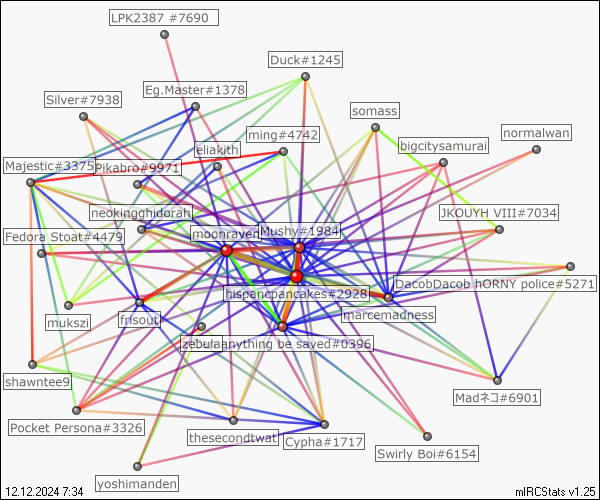 LPK2387 #7690
Duck#1245
Eg.Master#1378
Silver#7938
somass
ming#4742
normalwan
eliakith
bigcitysamurai
Majestic#3375
Pikabro#9971
neokingghidorah
JKOUYH VIII#7034
moonraven
Mushy#1984
Fedora Stoat#4479
DacobDacob hORNY police#5271
hispancpancakes#2928
mukszi
frisout
marcemadness
zebulaanything be saved#0396
shawntee9
Madネコ#6901
Pocket Persona#3326
thesecondtwat
Cypha#1717
Swirly Boi#6154
yoshimanden
12.12.2024 7:34
mIRCStats v1.25